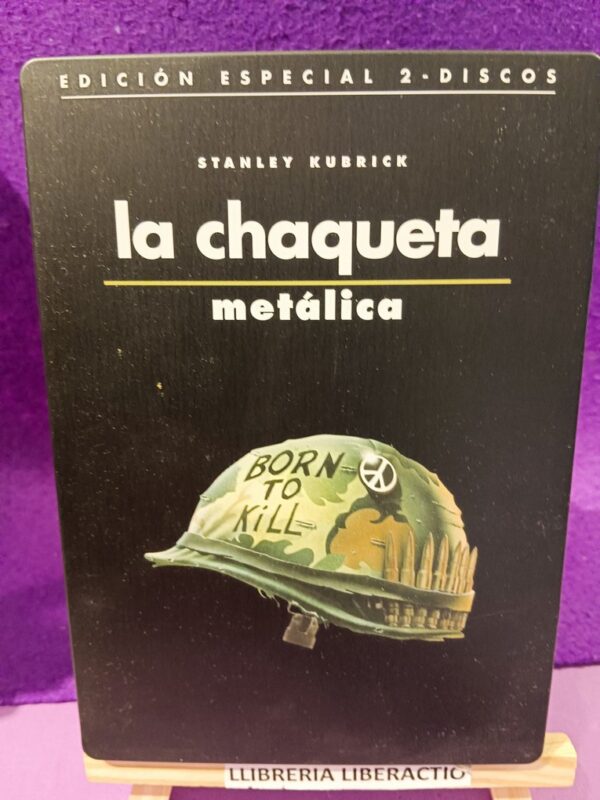 EDICIÓN ESPECIAL 2-DISCOS
STANLEY KUBRICK
la chaqueta
metálica
BORN
TO
KiLL
LLIBRERIA LIBERACTIO